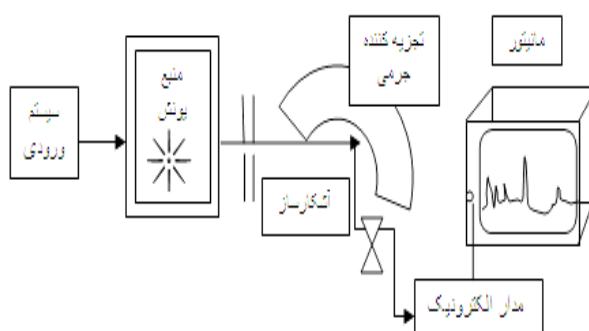 سیستم
ورودی
منبع
یونش
تجزیه کننده
جرمی
مانیتور
آشکارساز
مدار الکترونیک